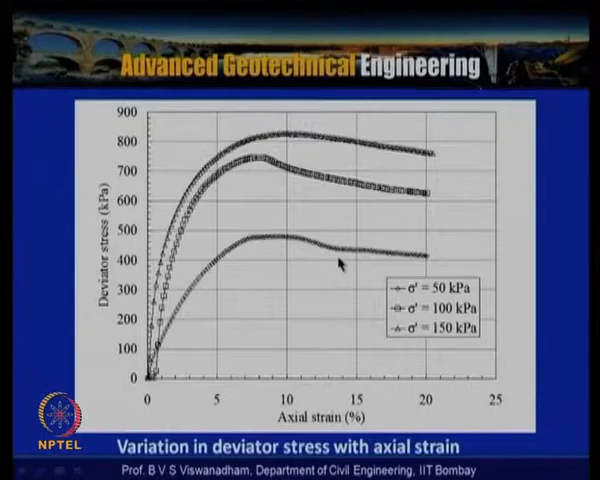 Advanced Geotechnical Engineering
900
800
700
600
500
400
300
200
100
0
Deviator stress (kPa)
σ' = 50 kPa
σ' = 100 kPa
σ' = 150 kPa
0 5 10 15 20 25
Axial strain (%)
NPTEL
Variation in deviator stress with axial strain
Prof. B V S Viswanadham, Department of Civil Engineering, IIT Bombay